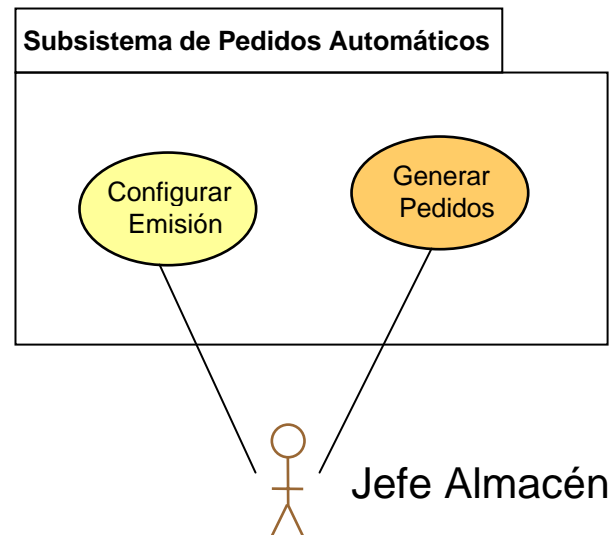 Subsistema de Pedidos Automáticos
Configurar
Emisión
Generar
Pedidos
Jefe Almacén